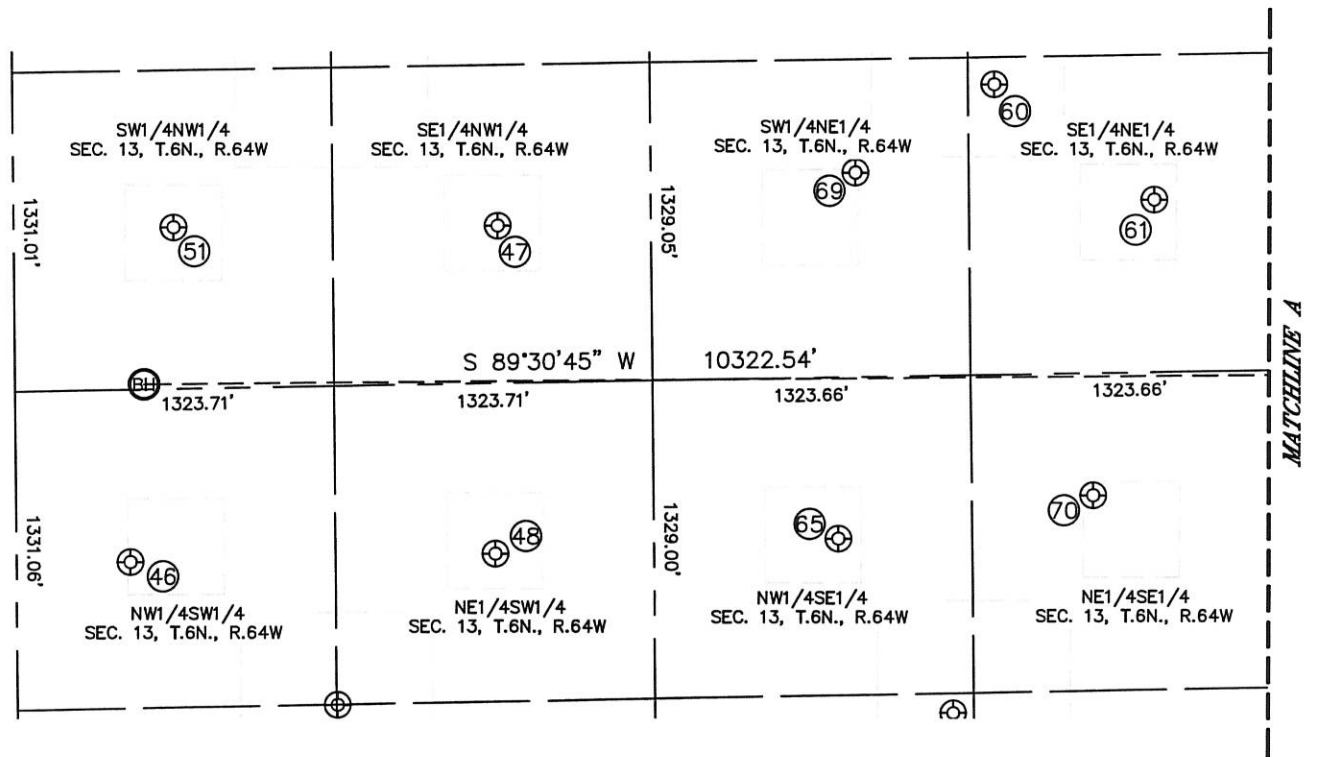 SW1/4NW1/4
SEC. 13, T.6N., R.64W
SE1/4NW1/4
SEC. 13, T.6N., R.64W
SW1/4NE1/4
SEC. 13, T.6N., R.64W
60
SE1/4NE1/4
SEC. 13, T.6N., R.64W
1331.01'
51
47
1329.05'
69
61
MATCHLINE A
S 89°30'45" W 10322.54'
BH
1323.71'
1323.71'
1323.66'
1323.66'
1331.06'
46
48
1329.00'
65
70
NW1/4SW1/4
SEC. 13, T.6N., R.64W
NE1/4SW1/4
SEC. 13, T.6N., R.64W
NW1/4SE1/4
SEC. 13, T.6N., R.64W
NE1/4SE1/4
SEC. 13, T.6N., R.64W